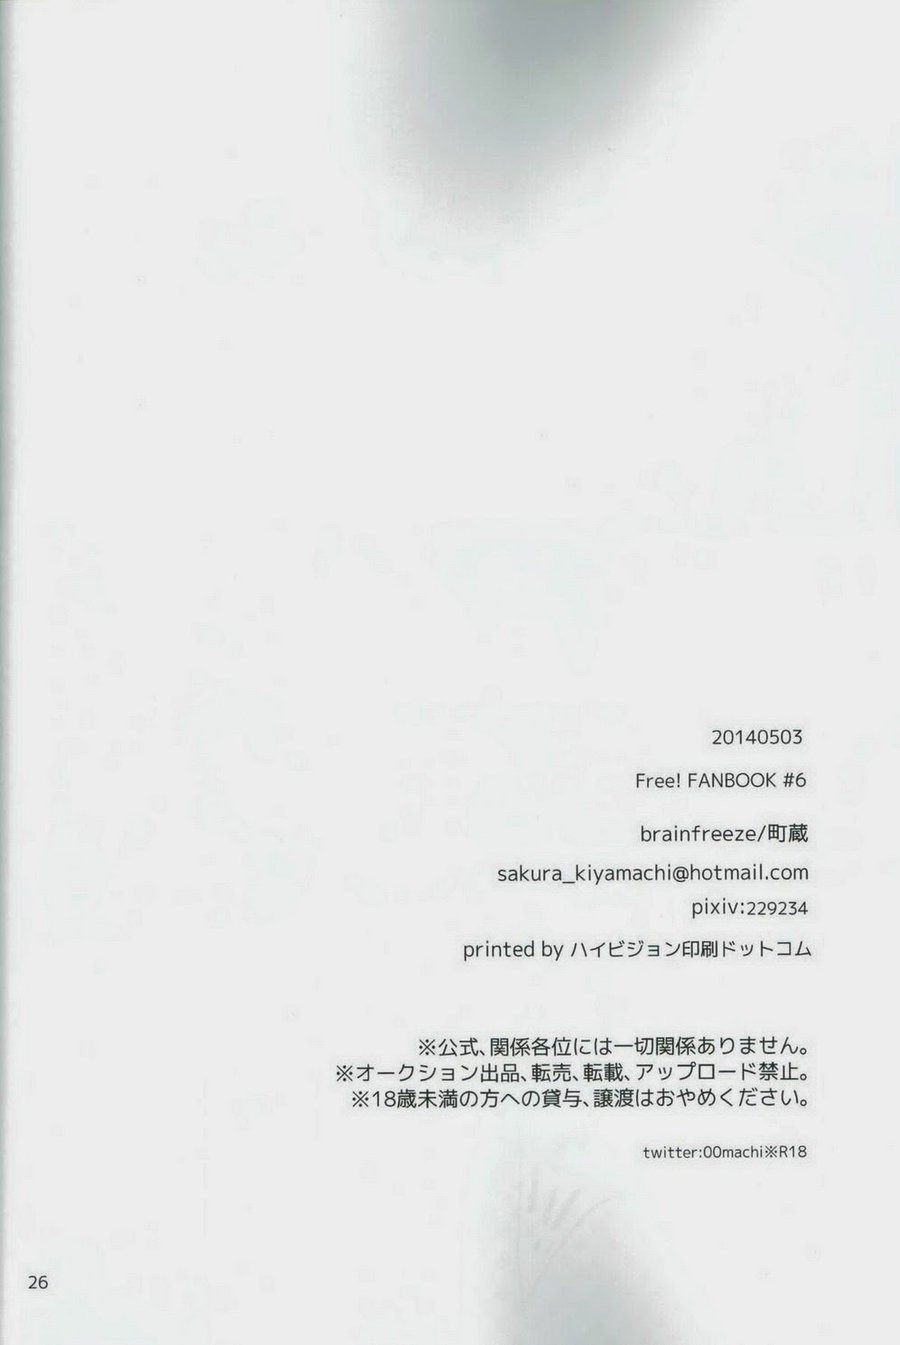 20140503
Free! FANBOOK #6
brainfreeze/町蔵
sakura_kiyamachi@hotmail.com
pixiv:229234
printed by ハイビジョン印刷ドットコム
※公式、関係各位には一切関係ありません。
※オークション出品、転売、転載、アップロード禁止。
※18歳未満の方への貸与、譲渡はおやめください。
twitter:00machi※R18
26